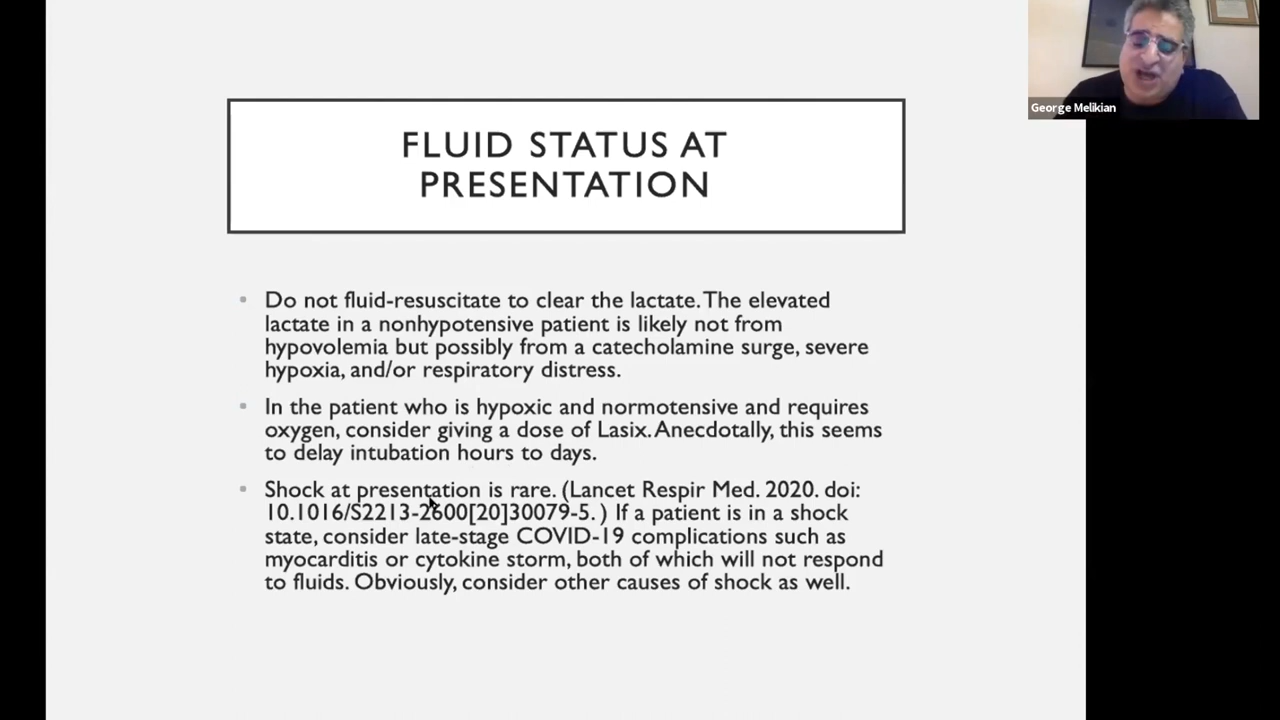 George Melikian
FLUID STATUS AT
PRESENTATION
• Do not fluid-resuscitate to clear the lactate. The elevated
lactate in a nonhypotensive patient is likely not from
hypovolemia but possibly from a catecholamine surge, severe
hypoxia, and/or respiratory distress.
• In the patient who is hypoxic and normotensive and requires
oxygen, consider giving a dose of Lasix. Anecdotally, this seems
to delay intubation hours to days.
• Shock at presentation is rare. (Lancet Respir Med. 2020. doi:
10.1016/S2213-2600[20]30079-5. ) If a patient is in a shock
state, consider late-stage COVID-19 complications such as
myocarditis or cytokine storm, both of which will not respond
to fluids. Obviously, consider other causes of shock as well.